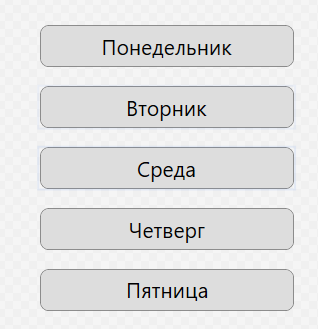 Понедельник
Вторник
Среда
Четверг
Пятница